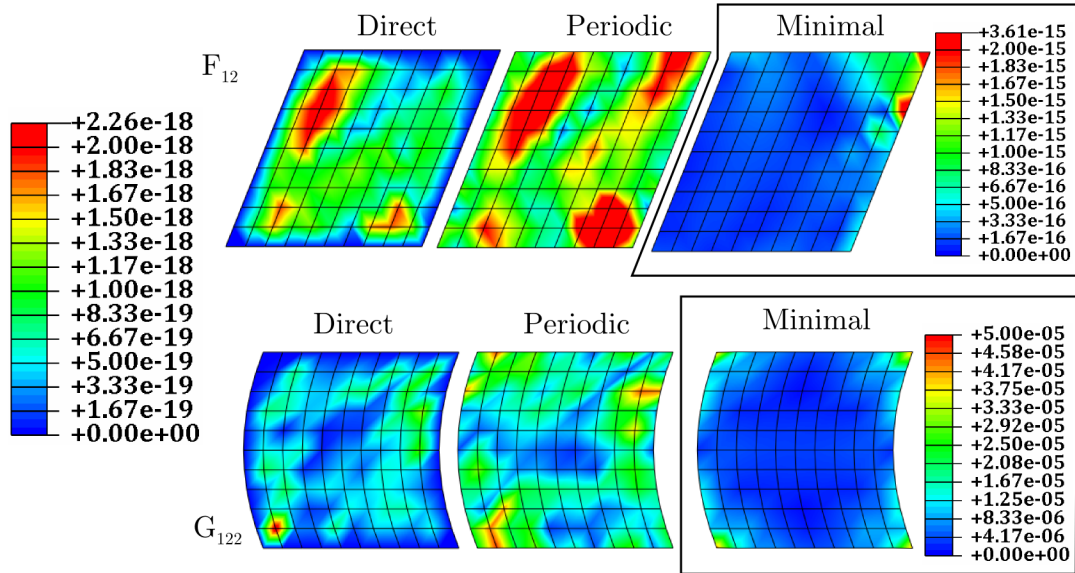 Direct
Periodic
Minimal
F12
+3.61e-15
+2.00e-15
+1.83e-15
+1.67e-15
+1.50e-15
+1.33e-15
+1.17e-15
+1.00e-15
+8.33e-16
+6.67e-16
+5.00e-16
+3.33e-16
+1.67e-16
+0.00e+00
+2.26e-18
+2.00e-18
+1.83e-18
+1.67e-18
+1.50e-18
+1.33e-18
+1.17e-18
+1.00e-18
+8.33e-19
+6.67e-19
+5.00e-19
+3.33e-19
+1.67e-19
+0.00e+00
Direct
Periodic
Minimal
G122
+5.00e-05
+4.58e-05
+4.17e-05
+3.75e-05
+3.33e-05
+2.92e-05
+2.50e-05
+2.08e-05
+1.67e-05
+1.25e-05
+8.33e-06
+4.17e-06
+0.00e+00